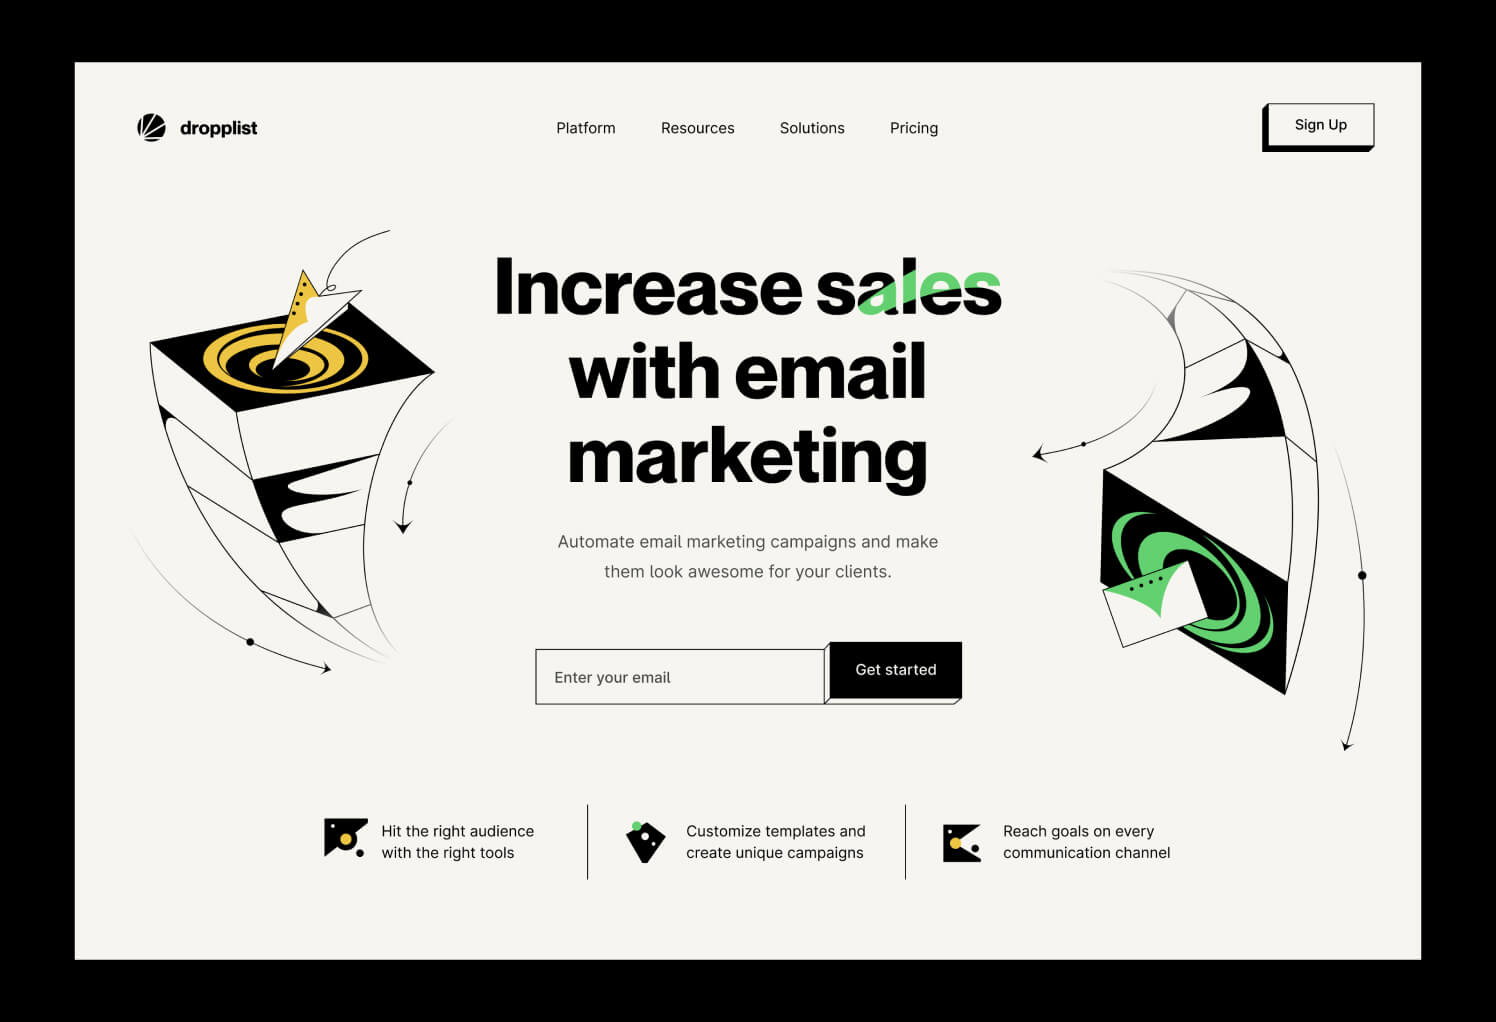 dropplist
Platform
Resources
Solutions
Pricing
Sign Up
Increase sales
with email
marketing
Automate email marketing campaigns and make
them look awesome for your clients.
Enter your email
Get started
Hit the right audience
with the right tools
Customize templates and
create unique campaigns
Reach goals on every
communication channel